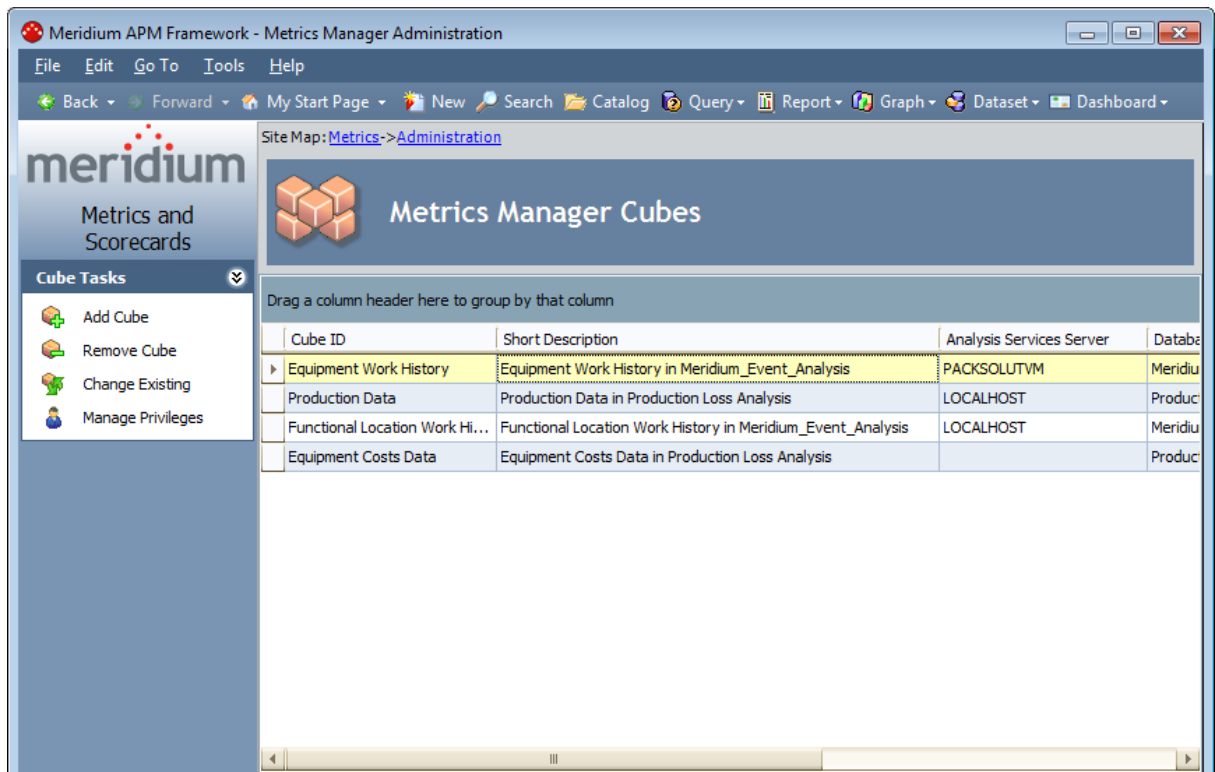 Meridium APM Framework - Metrics Manager Administration
File Edit Go To Tools Help
Back Forward My Start Page New Search Catalog Query Report Graph Dataset Dashboard
Site Map: Metrics->Administration
meridium
Metrics and
Scorecards
Metrics Manager Cubes
Cube Tasks
Add Cube
Remove Cube
Change Existing
Manage Privileges
Drag a column header here to group by that column
Cube ID Short Description Analysis Services Server Databa
Equipment Work History Equipment Work History in Meridium_Event_Analysis PACKSOLUTVM Meridiu
Production Data Production Data in Production Loss Analysis LOCALHOST Produc
Functional Location Work Hi... Functional Location Work History in Meridium_Event_Analysis LOCALHOST Meridiu
Equipment Costs Data Equipment Costs Data in Production Loss Analysis Produc